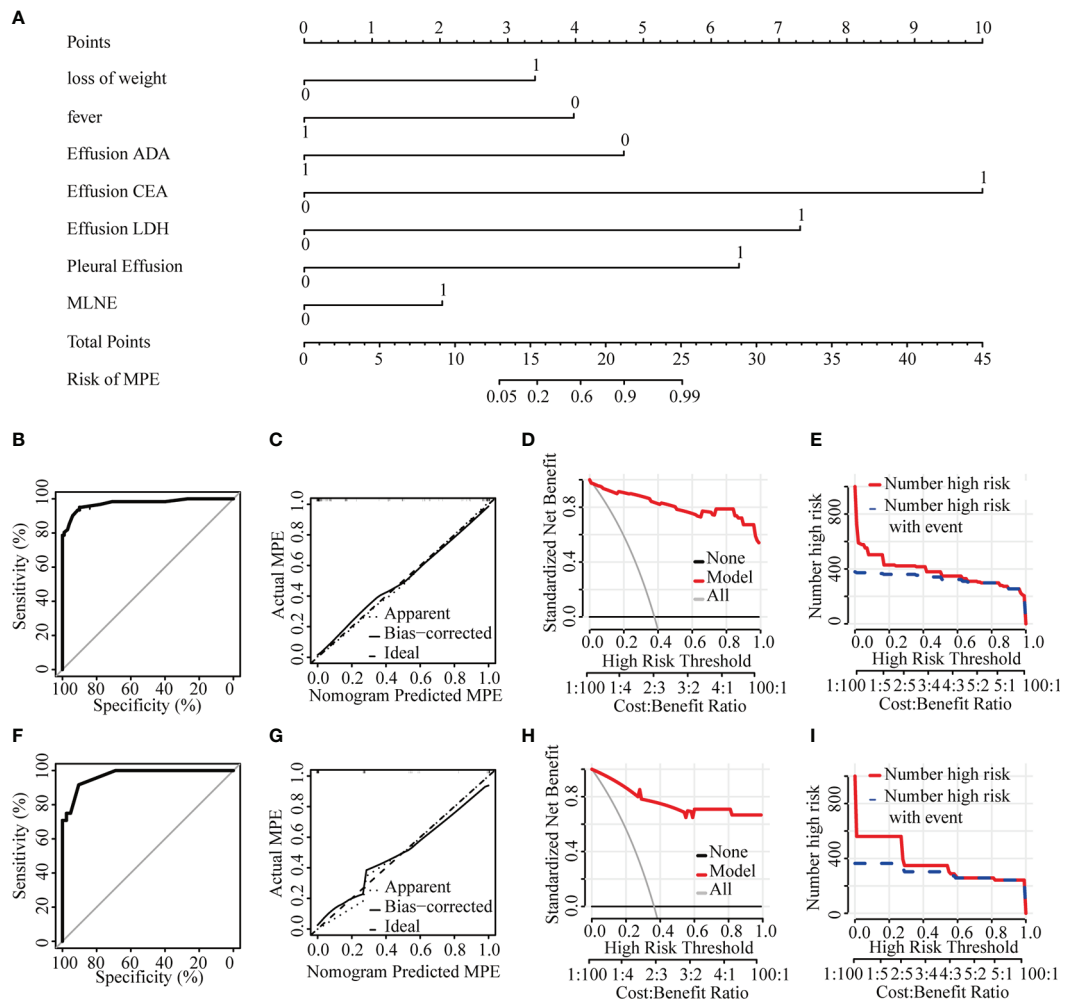 A
Points
0 1 2 3 4 5 6 7 8 9 10
loss of weight
0 1
fever
1 0
Effusion ADA
1 0
Effusion CEA
0 1
Effusion LDH
0 1
Pleural Effusion
0 1
MLNE
0 1
Total Points
0 5 10 15 20 25 30 35 40 45
Risk of MPE
0.05 0.2 0.6 0.9 0.99
B
Sensitivity (%)
0 20 40 60 80 100
100 80 60 40 20 0
Specificity (%)
C
Actual MPE
0.0 0.2 0.4 0.6 0.8 1.0
Apparent
Bias-corrected
Ideal
0.0 0.2 0.4 0.6 0.8 1.0
Nomogram Predicted MPE
D
Standardized Net Benefit
0.0 0.4 0.8
None
Model
All
0.0 0.2 0.4 0.6 0.8 1.0
High Risk Threshold
1:100 1:4 2:3 3:2 4:1 100:1
Cost:Benefit Ratio
E
Number high risk
0 400 800
Number high risk
Number high risk
with event
0.0 0.2 0.4 0.6 0.8 1.0
High Risk Threshold
1:100 1:5 2:5 3:4 4:3 5:2 5:1 100:1
Cost:Benefit Ratio
F
Sensitivity (%)
0 20 40 60 80 100
100 80 60 40 20 0
Specificity (%)
G
Actual MPE
0.0 0.2 0.4 0.6 0.8 1.0
Apparent
Bias-corrected
Ideal
0.0 0.2 0.4 0.6 0.8 1.0
Nomogram Predicted MPE
H
Standardized Net Benefit
0.0 0.4 0.8
None
Model
All
0.0 0.2 0.4 0.6 0.8 1.0
High Risk Threshold
1:100 1:4 2:3 3:2 4:1 100:1
Cost:Benefit Ratio
I
Number high risk
0 400 800
Number high risk
Number high risk
with event
0.0 0.2 0.4 0.6 0.8 1.0
High Risk Threshold
1:100 1:5 2:5 3:4 4:3 5:2 5:1 100:1
Cost:Benefit Ratio